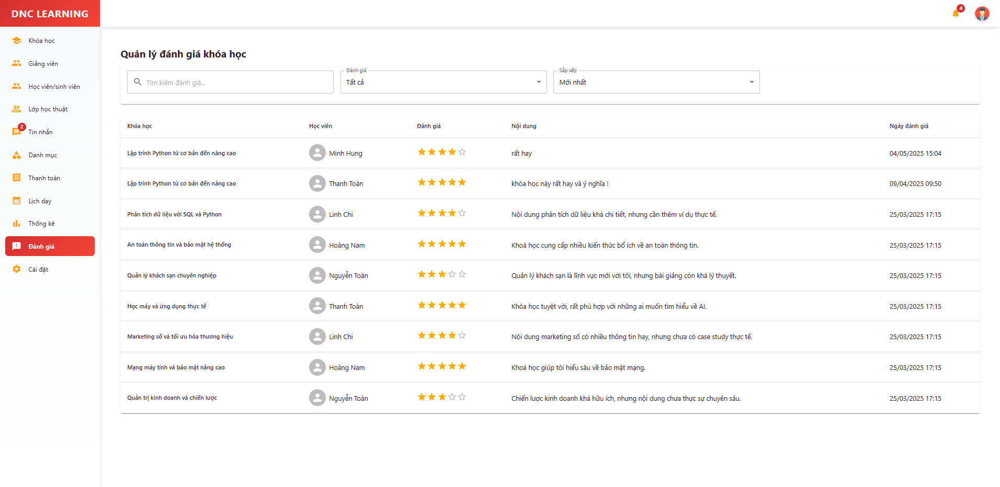 DNC LEARNING
4
Khóa học
Giảng viên
Học viên/sinh viên
Lớp học thuật
2
Tin nhắn
Danh mục
Thanh toán
Lịch dạy
Thống kê
Đánh giá
Cài đặt
Quản lý đánh giá khóa học
Tìm kiếm đánh giá...
Đánh giá
Tất cả
Sắp xếp
Mới nhất
Khóa học Học viên Đánh giá Nội dung Ngày đánh giá
Lập trình Python từ cơ bản đến nâng cao Minh Hung rất hay 04/05/2025 15:04
Lập trình Python từ cơ bản đến nâng cao Thanh Toàn khóa học này rất hay và ý nghĩa ! 09/04/2025 09:50
Phân tích dữ liệu với SQL và Python Linh Chi Nội dung phân tích dữ liệu khá chi tiết, nhưng cần thêm ví dụ thực tế. 25/03/2025 17:15
An toàn thông tin và bảo mật hệ thống Hoàng Nam Khoá học cung cấp nhiều kiến thức bổ ích về an toàn thông tin. 25/03/2025 17:15
Quản lý khách sạn chuyên nghiệp Nguyễn Toàn Quản lý khách sạn là lĩnh vực mới với tôi, nhưng bài giảng còn khá lý thuyết. 25/03/2025 17:15
Học máy và ứng dụng thực tế Thanh Toàn Khóa học tuyệt vời, rất phù hợp với những ai muốn tìm hiểu về AI. 25/03/2025 17:15
Marketing số và tối ưu hóa thương hiệu Linh Chi Nội dung marketing số có nhiều thông tin hay, nhưng chưa có case study thực tế. 25/03/2025 17:15
Mạng máy tính và bảo mật nâng cao Hoàng Nam Khoá học giúp tôi hiểu sâu về bảo mật mạng. 25/03/2025 17:15
Quản trị kinh doanh và chiến lược Nguyễn Toàn Chiến lược kinh doanh khá hữu ích, nhưng nội dung chưa thực sự chuyên sâu. 25/03/2025 17:15